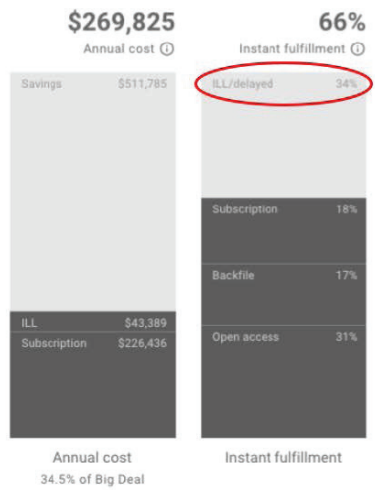 $269,825
Annual cost ⓘ
66%
Instant fulfillment ⓘ
Savings $511,785
ILL $43,389
Subscription $226,436
Annual cost
34.5% of Big Deal
ILL/delayed 34%
Subscription 18%
Backfile 17%
Open access 31%
Instant fulfillment